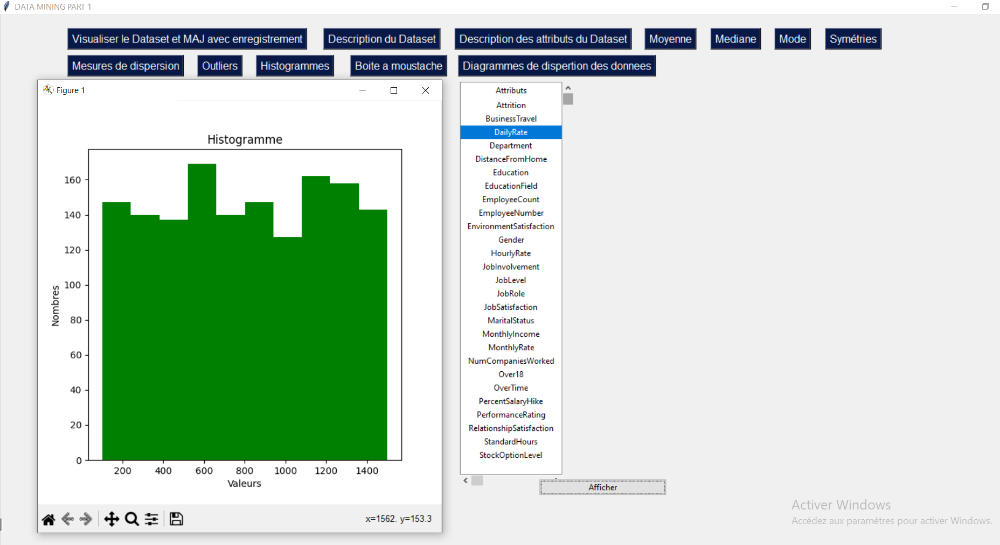 DATA MINING PART 1
Visualiser le Dataset et MAJ avec enregistrement
Description du Dataset
Description des attributs du Dataset
Moyenne
Mediane
Mode
Symétries
Mesures de dispersion
Outliers
Histogrammes
Boite a moustache
Diagrammes de dispertion des donnees
Figure 1
Histogramme
160
140
120
100
80
60
40
20
0
Nombres
200 400 600 800 1000 1200 1400
Valeurs
x=1562. y=153.3
Attributs
Attrition
BusinessTravel
DailyRate
Department
DistanceFromHome
Education
EducationField
EmployeeCount
EmployeeNumber
EnvironmentSatisfaction
Gender
HourlyRate
JobInvolvement
JobLevel
JobRole
JobSatisfaction
MaritalStatus
MonthlyIncome
MonthlyRate
NumCompaniesWorked
Over18
OverTime
PercentSalaryHike
PerformanceRating
RelationshipSatisfaction
StandardHours
StockOptionLevel
Afficher
Activer Windows
Accédez aux paramètres pour activer Windows.